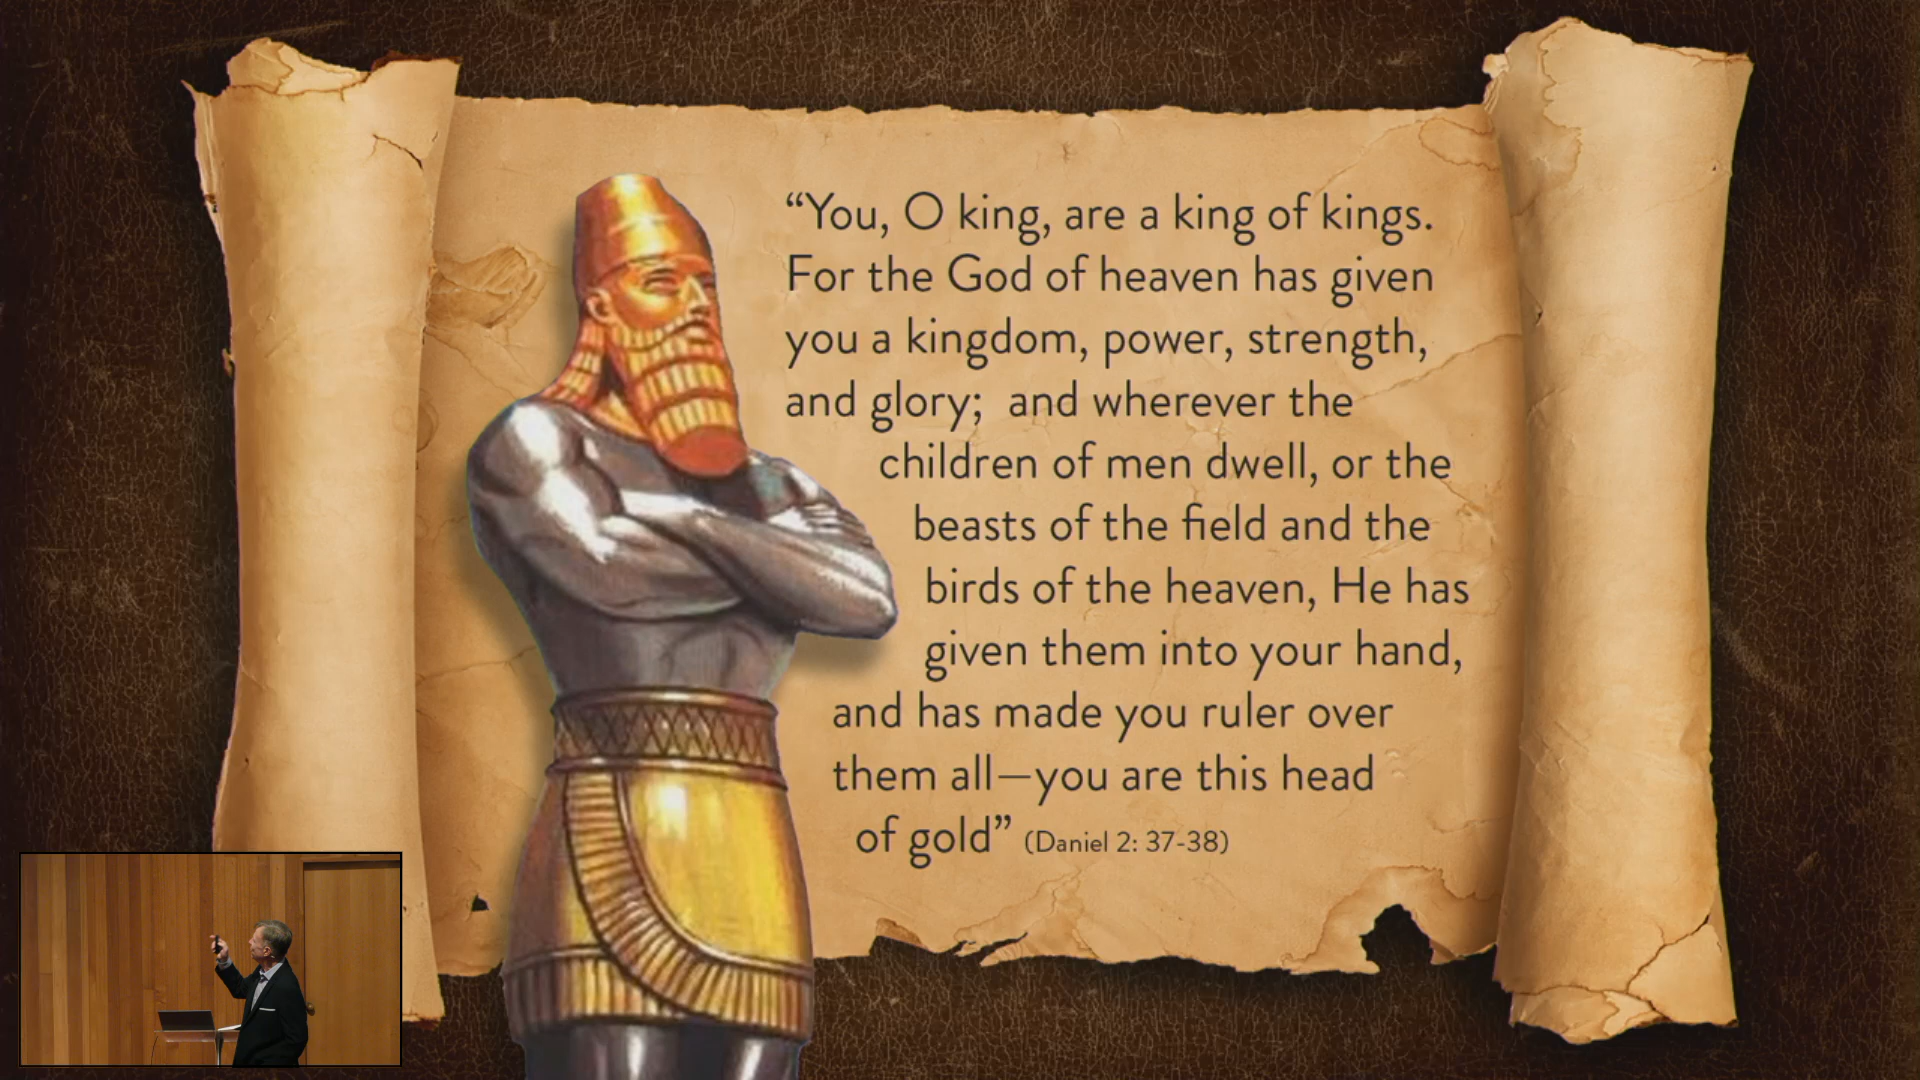 “You, O king, are a king of kings.
For the God of heaven has given
you a kingdom, power, strength,
and glory;  and wherever the
children of men dwell, or the
beasts of the field and the
birds of the heaven, He has
given them into your hand,
and has made you ruler over
them all—you are this head
of gold” (Daniel 2: 37-38)